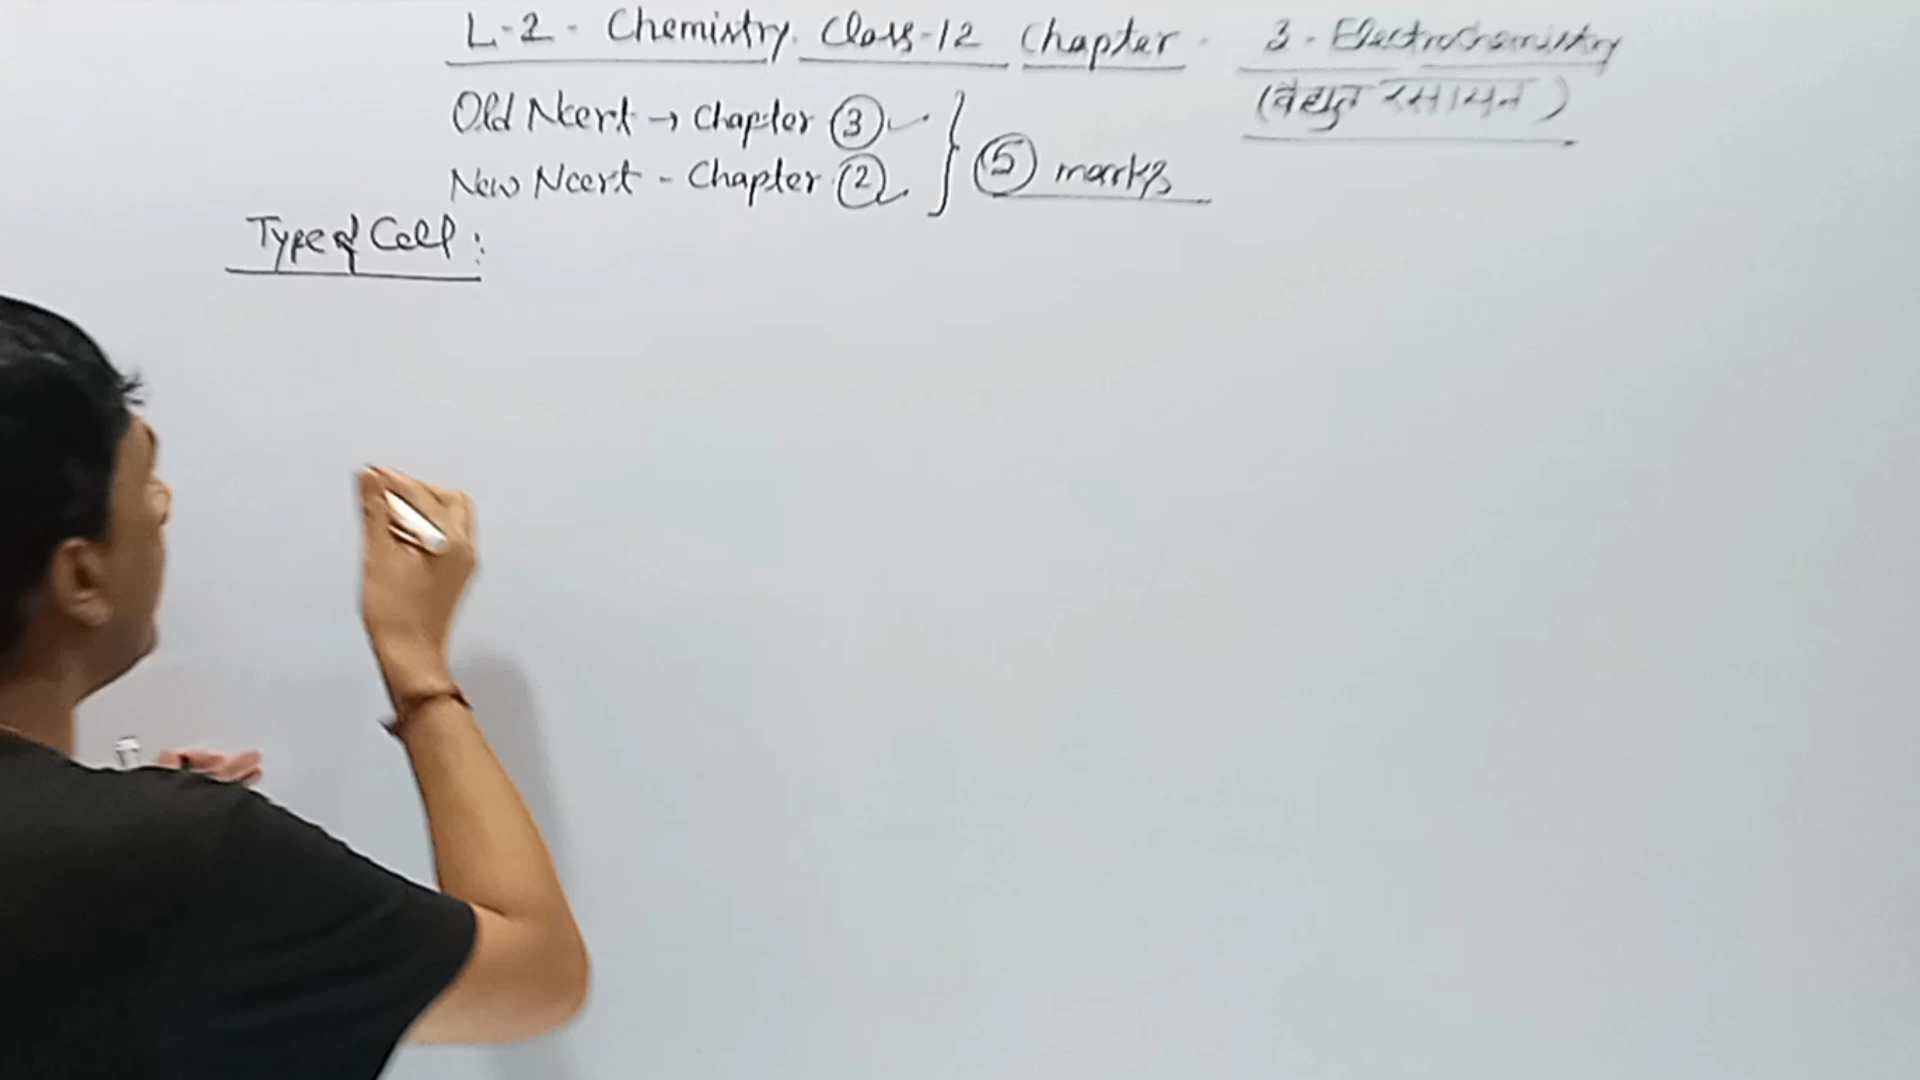 L-2 - Chemistry. Class-12 Chapter - 3 - Electrochemistry
(वैद्युत रसायन)
Old Ncert → Chapter 3
New Ncert - Chapter 2
5 marks
Type of Cell :